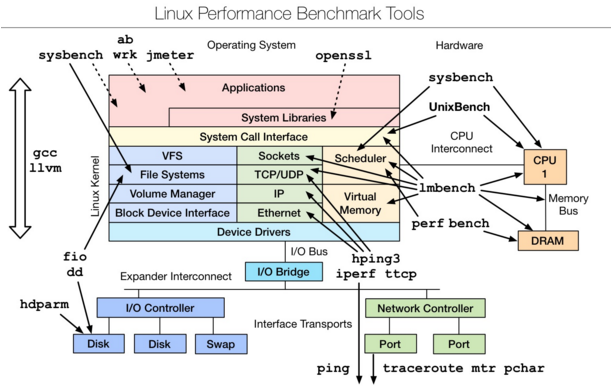 Linux Performance Benchmark Tools
ab
wrk
jmeter
sysbench
Operating System
openssl
Hardware
sysbench
UnixBench
Applications
System Libraries
System Call Interface
gcc
llvm
Linux Kernel
VFS
Sockets
Scheduler
File Systems
TCP/UDP
Volume Manager
IP
Virtual
Memory
Block Device Interface
Ethernet
Device Drivers
CPU
Interconnect
CPU
1
lmbench
Memory
Bus
perf bench
DRAM
fio
dd
I/O Bus
hping3
iperf ttcp
Expander Interconnect
I/O Bridge
hdparm
I/O Controller
Interface Transports
Network Controller
Disk
Disk
Swap
Port
Port
ping
traceroute mtr pchar